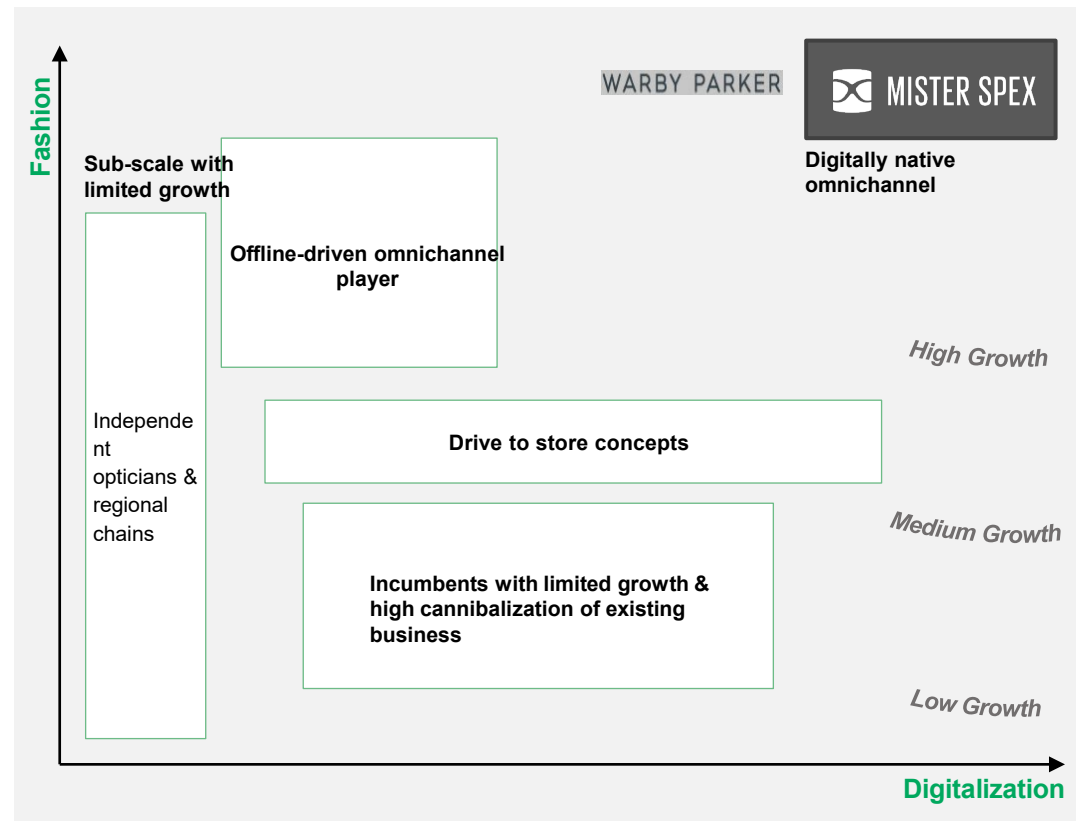 WARBY PARKER
MISTER SPEX
Fashion
Sub-scale with
limited growth
Digitally native
omnichannel
Offline-driven omnichannel
player
High Growth
Independe
nt
opticians &
regional
chains
Drive to store concepts
Medium Growth
Incumbents with limited growth &
high cannibalization of existing
business
Low Growth
Digitalization